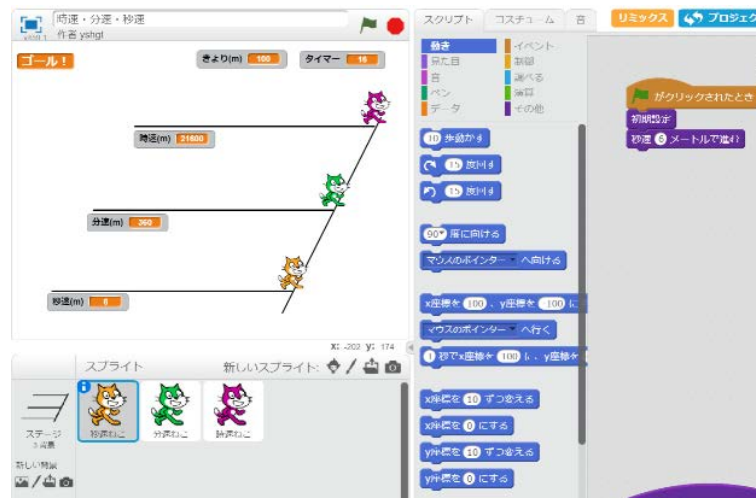 時速・分速・秒速
作者 yshgt
ゴール！
きょり(m) 100
タイマー 16
時速(m) 21600
分速(m) 360
秒速(m) 6
x: -202 y: 174
スプライト
新しいスプライト:
ステージ
3 背景
新しい背景
秒速ねこ
分速ねこ
時速ねこ
スクリプト
コスチューム
音
動き
イベント
見た目
制御
音
調べる
ペン
演算
データ
その他
10 歩動かす
15 度回す
15 度回す
90 度に向ける
マウスのポインター へ向ける
x座標を 100 、y座標を 100 に
マウスのポインター へ行く
1 秒でx座標を 100 に、y座標を
x座標を 10 ずつ変える
x座標を 0 にする
y座標を 10 ずつ変える
y座標を 0 にする
リミックス
プロジェク
がクリックされたとき
初期設定
秒速 6 メートルで進む